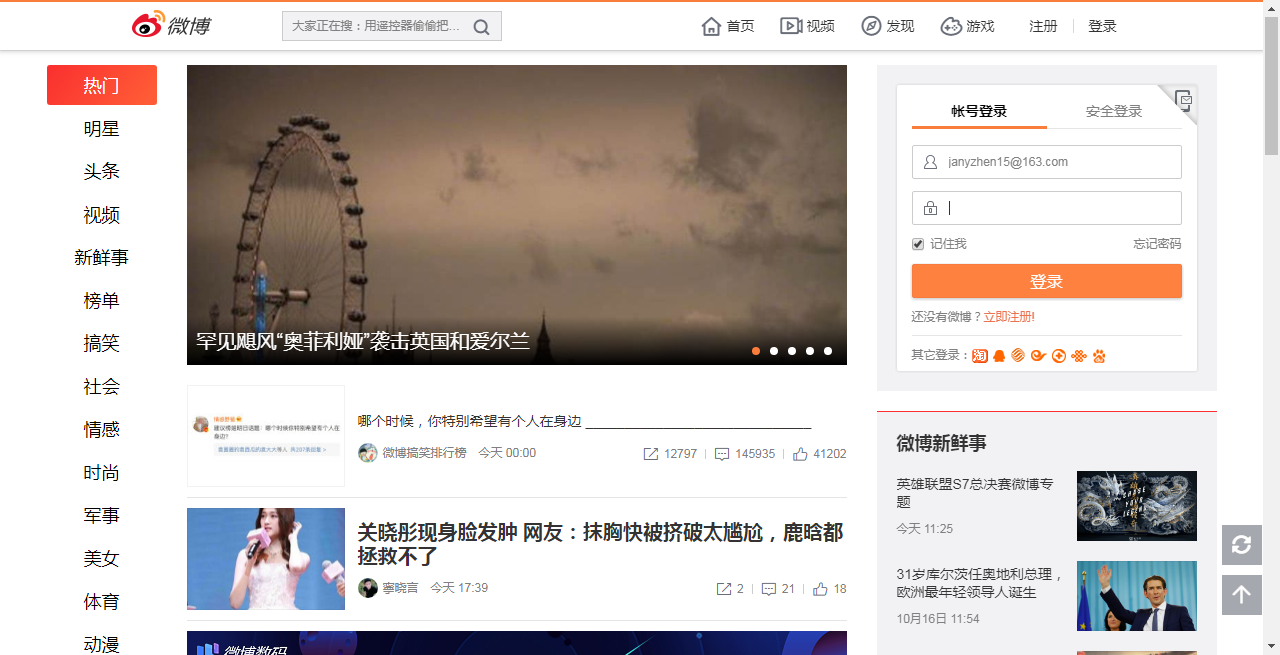 微博
大家正在搜：用遥控器偷偷把...
首页
视频
发现
游戏
注册
登录
热门
明星
头条
视频
新鲜事
榜单
搞笑
社会
情感
时尚
军事
美女
体育
动漫
罕见飓风“奥菲利娅”袭击英国和爱尔兰
哪个时候，你特别希望有个人在身边 ______________________________
微博搞笑排行榜 今天 00:00
12797 145935 41202
关晓彤现身脸发肿 网友：抹胸快被挤破太尴尬，鹿晗都
拯救不了
寧晓言 今天 17:39
2 21 18
微博数码
帐号登录
安全登录
janyzhen15@163.com
记住我
忘记密码
登录
还没有微博？立即注册!
其它登录：
淘
微博新鲜事
英雄联盟S7总决赛微博专
题
今天 11:25
31岁库尔茨任奥地利总理，
欧洲最年轻领导人诞生
10月16日 11:54